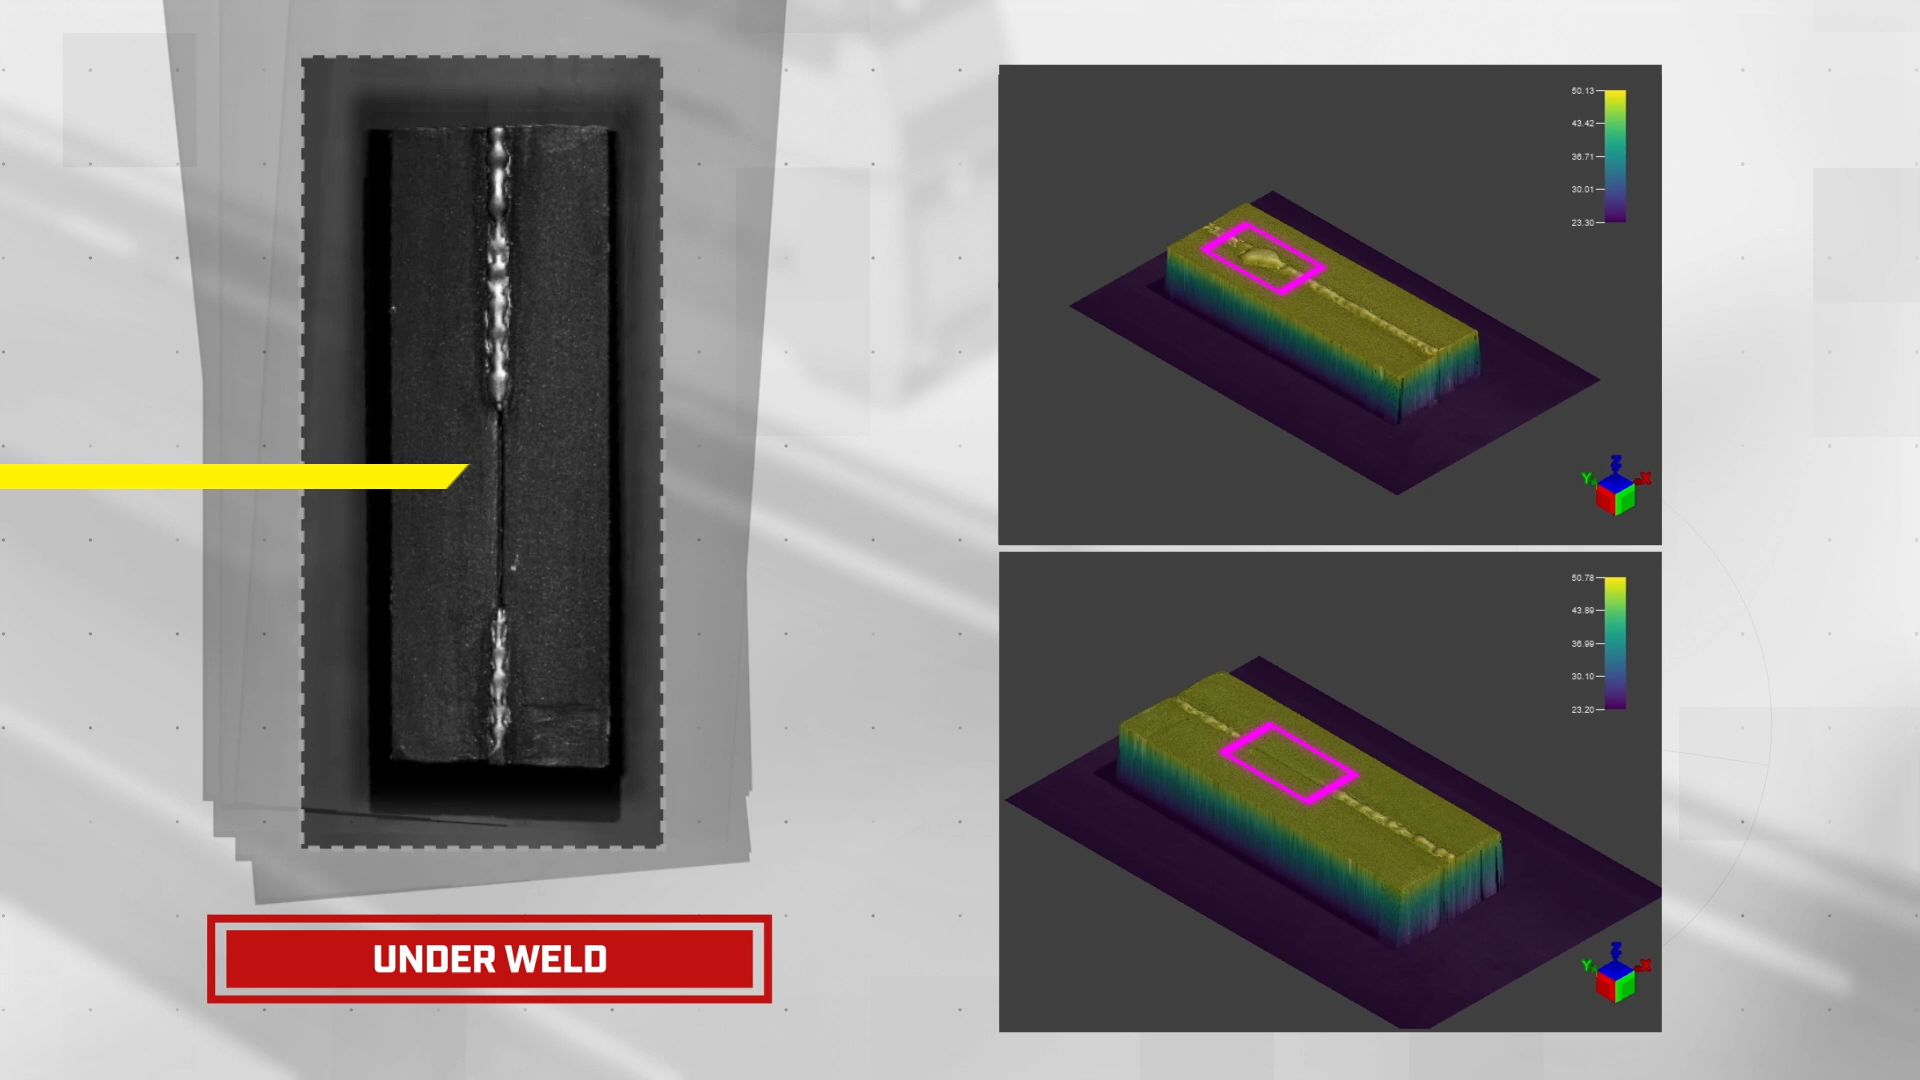 50.13
43.42
36.71
30.01
23.30
Z
Y
X
50.78
43.89
36.99
30.10
23.20
Z
Y
X
UNDER WELD